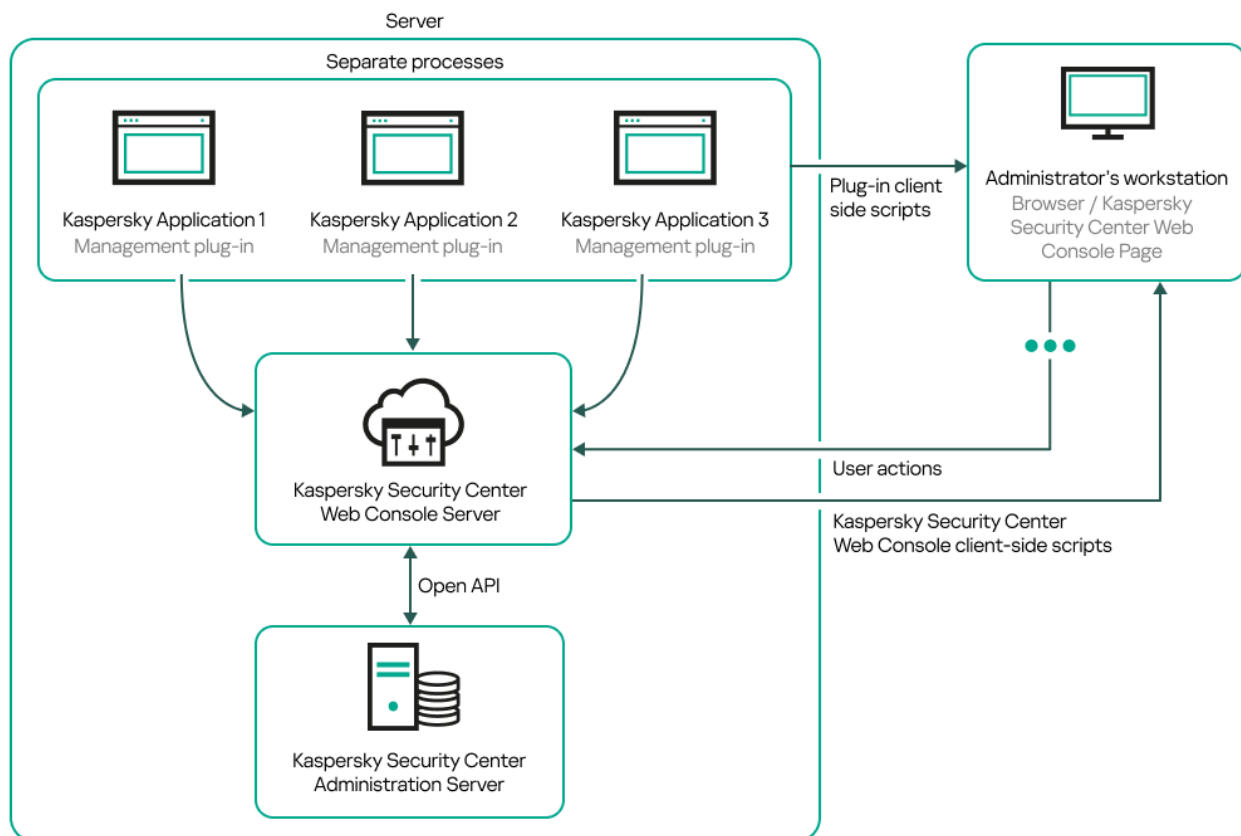 Server
Separate processes
Kaspersky Application 1
Management plug-in
Kaspersky Application 2
Management plug-in
Kaspersky Application 3
Management plug-in
Plug-in client
side scripts
Administrator's workstation
Browser / Kaspersky
Security Center Web
Console Page
Kaspersky Security Center
Web Console Server
User actions
Kaspersky Security Center
Web Console client-side scripts
Open API
Kaspersky Security Center
Administration Server